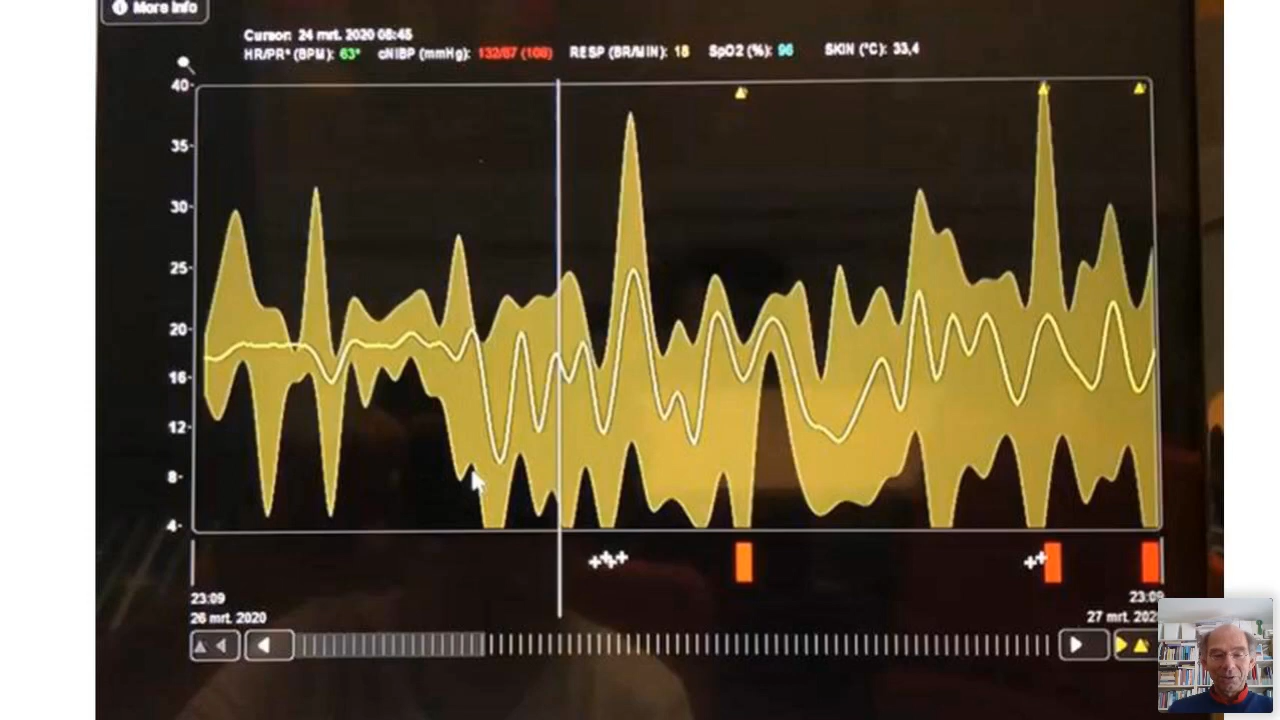 More Info
Cursor: 24 mrt. 2020 08:45
HR/PR* (BPM): 63* cNIBP (mmHg): 132/87 (108) RESP (BR/MIN): 18 SpO2 (%): 96 SKIN (°C): 33,4
40
35
30
25
20
16
12
8
4
23:09 23:09
26 mrt. 2020 27 mrt. 202